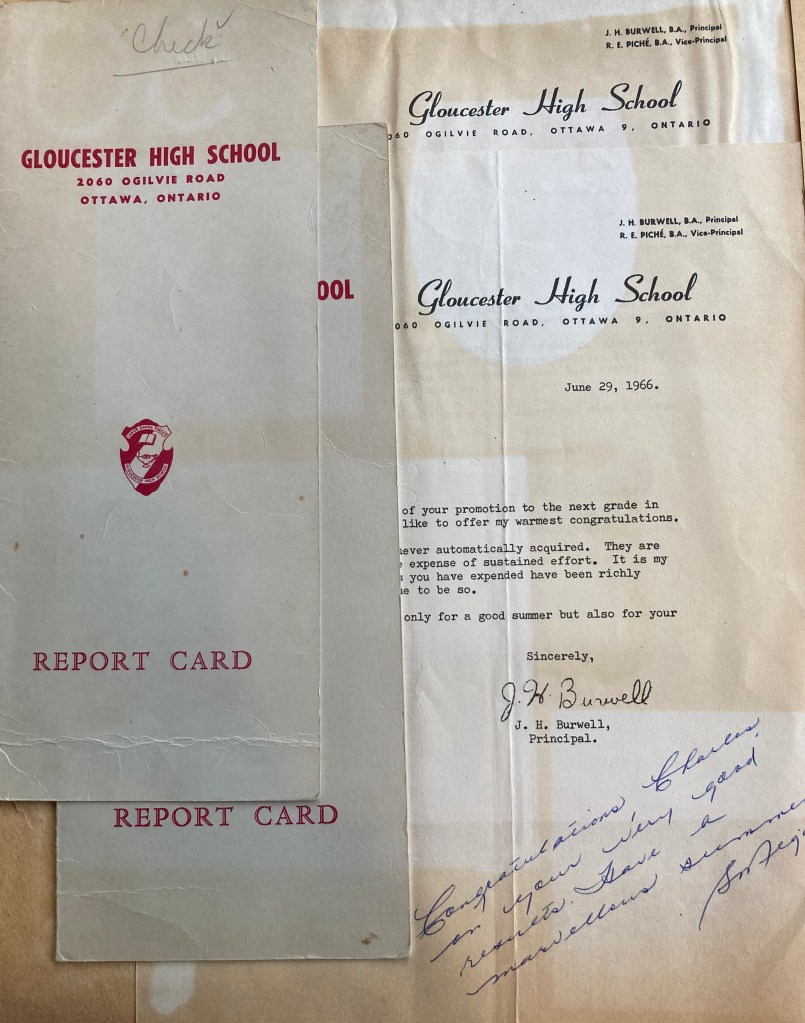 "Check"
GLOUCESTER HIGH SCHOOL
2060 OGILVIE ROAD
OTTAWA, ONTARIO
GLOUCESTER HIGH SCHOOL
REPORT CARD
OOL
REPORT CARD
J. H. BURWELL, B.A., Principal
R. E. PICHÉ, B.A., Vice-Principal
Gloucester High School
060 OGILVIE ROAD, OTTAWA 9, ONTARIO
J. H. BURWELL, B.A., Principal
R. E. PICHÉ, B.A., Vice-Principal
Gloucester High School
060 OGILVIE ROAD, OTTAWA 9, ONTARIO
June 29, 1966.
of your promotion to the next grade in
like to offer my warmest congratulations.
never automatically acquired. They are
expense of sustained effort. It is my
you have expended have been richly
to be so.
only for a good summer but also for your
Sincerely,
J. H. Burwell
J. H. Burwell,
Principal.
Congratulations, Charles,
on your very good
results. Have a
marvellous summer